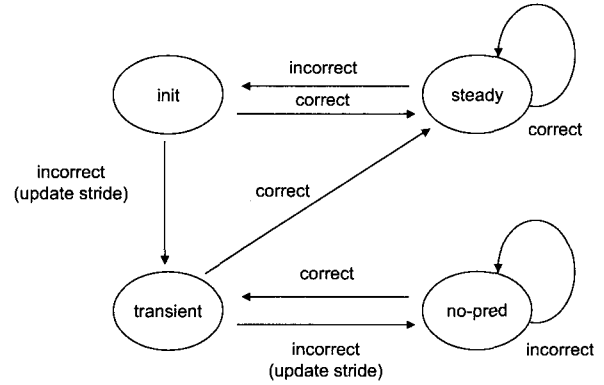 incorrect
init
correct
steady
correct
incorrect
(update stride)
correct
correct
transient
no-pred
incorrect
(update stride)
incorrect